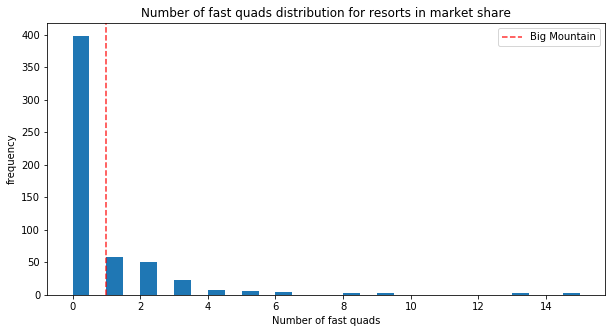 Number of fast quads distribution for resorts in market share
Big Mountain
frequency
400
350
300
250
200
150
100
50
0
0 2 4 6 8 10 12 14
Number of fast quads